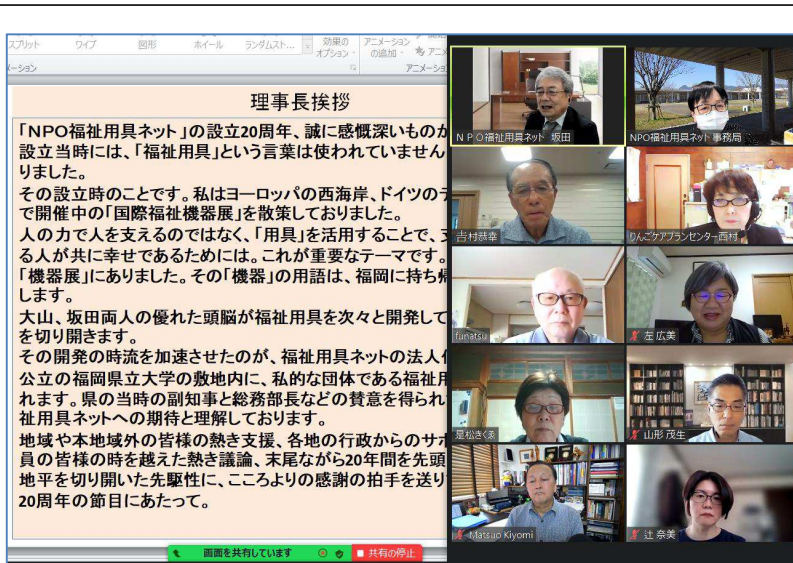 スプリット ワイプ 図形 ホイール ランダムスト... 効果のオプション アニメーションの追加
アニメーション
理事長挨拶
「NPO福祉用具ネット」の設立20周年、誠に感慨深いものが
設立当時には、「福祉用具」という言葉は使われていません
りました。
その設立時のことです。私はヨーロッパの西海岸、ドイツの
で開催中の「国際福祉機器展」を散策しておりました。
人の力で人を支えるのではなく、「用具」を活用することで、
る人が共に幸せであるためには。これが重要なテーマです。
「機器展」にありました。その「機器」の用語は、福岡に持ち帰
します。
大山、坂田両人の優れた頭脳が福祉用具を次々と開発して
を切り開きます。
その開発の時流を加速させたのが、福祉用具ネットの法人
公立の福岡県立大学の敷地内に、私的な団体である福祉用
れます。県の当時の副知事と総務部長などの賛意を得られ
祉用具ネットへの期待と理解しております。
地域や本地域外の皆様の熱き支援、各地の行政からのサポ
員の皆様の時を越えた熱き議論、末尾ながら20年間を先頭
地平を切り開いた先駆性に、こころよりの感謝の拍手を送り
20周年の節目にあたって。
画面を共有しています 共有の停止
NPO福祉用具ネット 坂田
NPO福祉用具ネット 事務局
吉村恭幸
りんごケアプランセンター西村
funatsu
左 広美
是松きくゑ
山形 茂生
Matsuo Kiyomi
辻 奈美